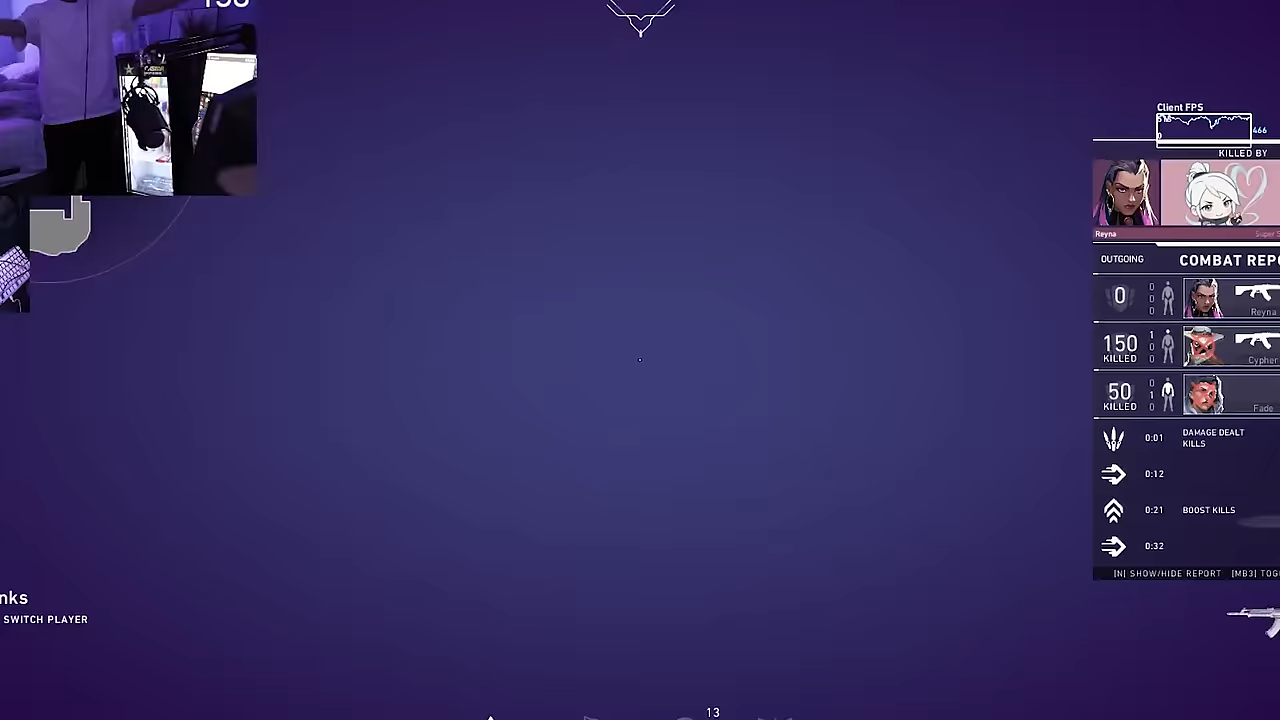 Client FPS
466
KILLED BY
Reyna
Super S
OUTGOING
COMBAT REPO
0
0
0
0
Reyna
150
KILLED
1
0
0
Cypher
50
KILLED
0
1
0
Fade
0:01
DAMAGE DEALT
KILLS
0:12
0:21
BOOST KILLS
0:32
[N] SHOW/HIDE REPORT
[MB3] TOG
nks
SWITCH PLAYER
13